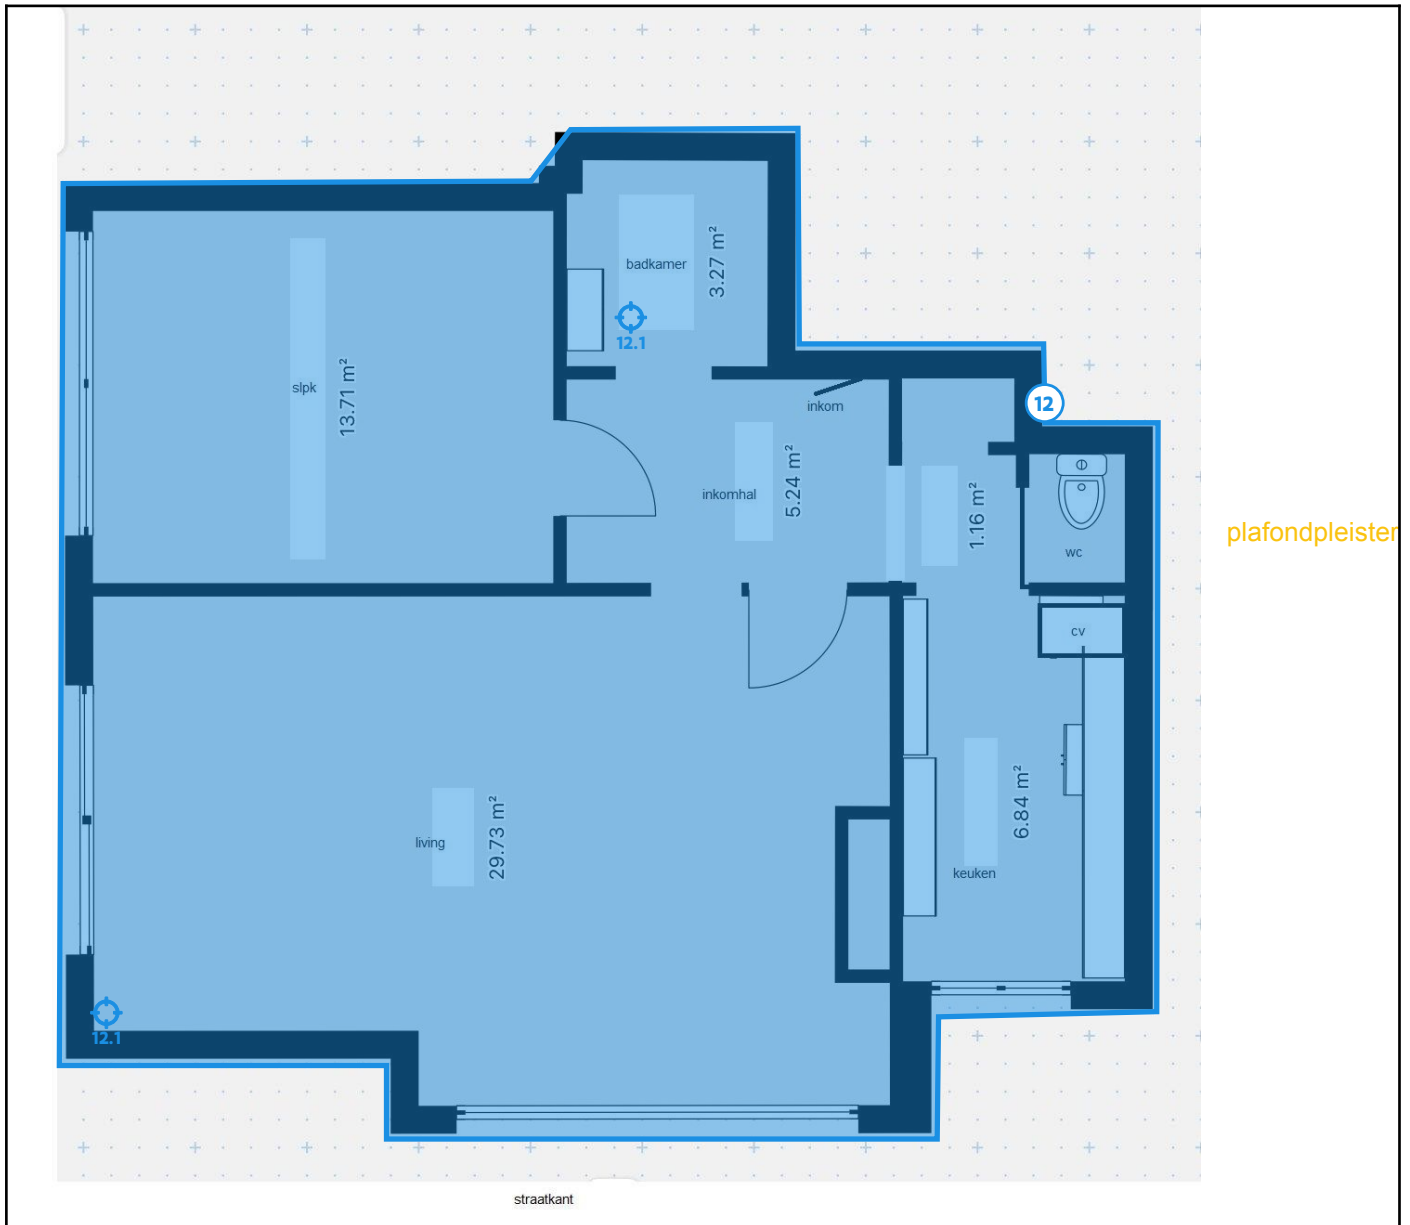 badkamer
3.27 m²
12.1
slpk
13.71 m²
inkom
12
inkomhal
5.24 m²
1.16 m²
wc
plafondpleister
cv
living
29.73 m²
6.84 m²
keuken
12.1
straatkant